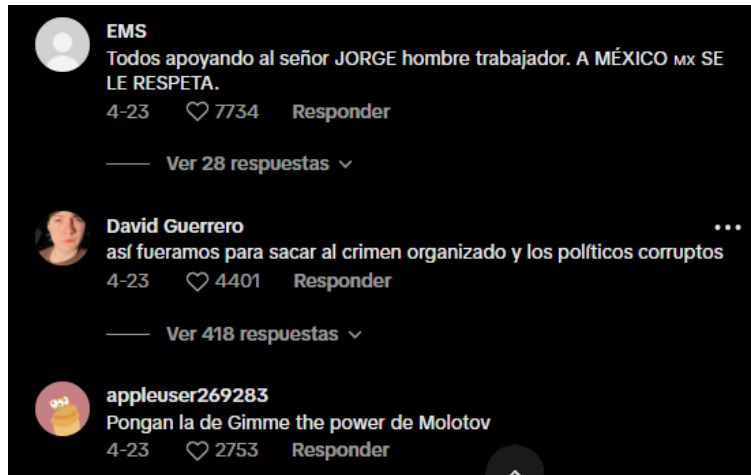 EMS
Todos apoyando al señor JORGE hombre trabajador. A MÉXICO MX SE
LE RESPETA.
4-23 7734 Responder
Ver 28 respuestas
David Guerrero
así fueramos para sacar al crimen organizado y los políticos corruptos
4-23 4401 Responder
Ver 418 respuestas
appleuser269283
Pongan la de Gimme the power de Molotov
4-23 2753 Responder